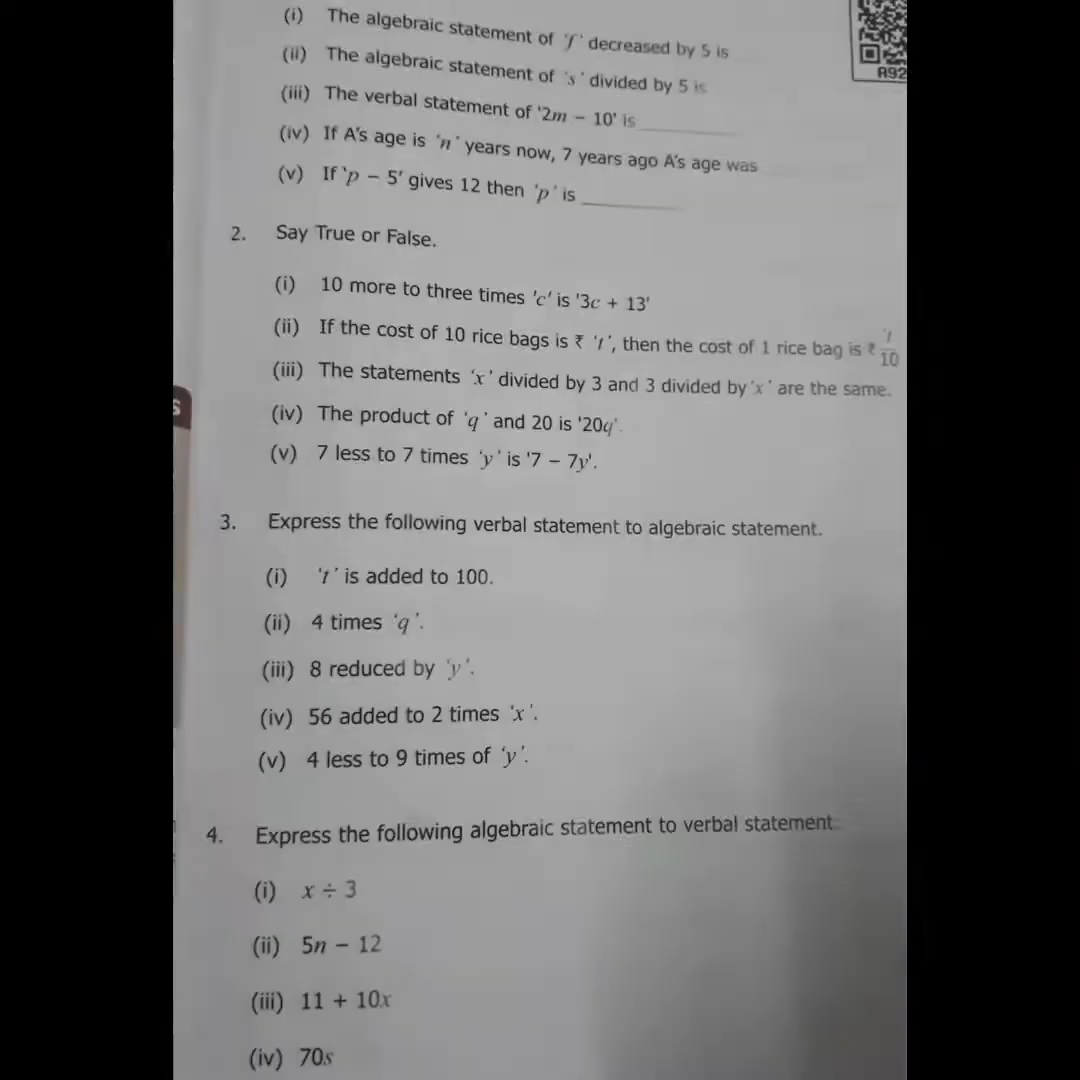 (i) The algebraic statement of 'f' decreased by 5 is
(ii) The algebraic statement of 's' divided by 5 is
(iii) The verbal statement of '2m – 10' is ________
(iv) If A's age is 'n' years now, 7 years ago A's age was
(v) If 'p – 5' gives 12 then 'p' is ________
A92
2. Say True or False.
(i) 10 more to three times 'c' is '3c + 13'
(ii) If the cost of 10 rice bags is ₹ 't', then the cost of 1 rice bag is ₹ 't/10
(iii) The statements 'x' divided by 3 and 3 divided by 'x' are the same.
(iv) The product of 'q' and 20 is '20q'.
(v) 7 less to 7 times 'y' is '7 – 7y'.
S
3. Express the following verbal statement to algebraic statement.
(i) 't' is added to 100.
(ii) 4 times 'q'.
(iii) 8 reduced by 'y'.
(iv) 56 added to 2 times 'x'.
(v) 4 less to 9 times of 'y'.
4. Express the following algebraic statement to verbal statement.
(i) x ÷ 3
(ii) 5n – 12
(iii) 11 + 10x
(iv) 70s